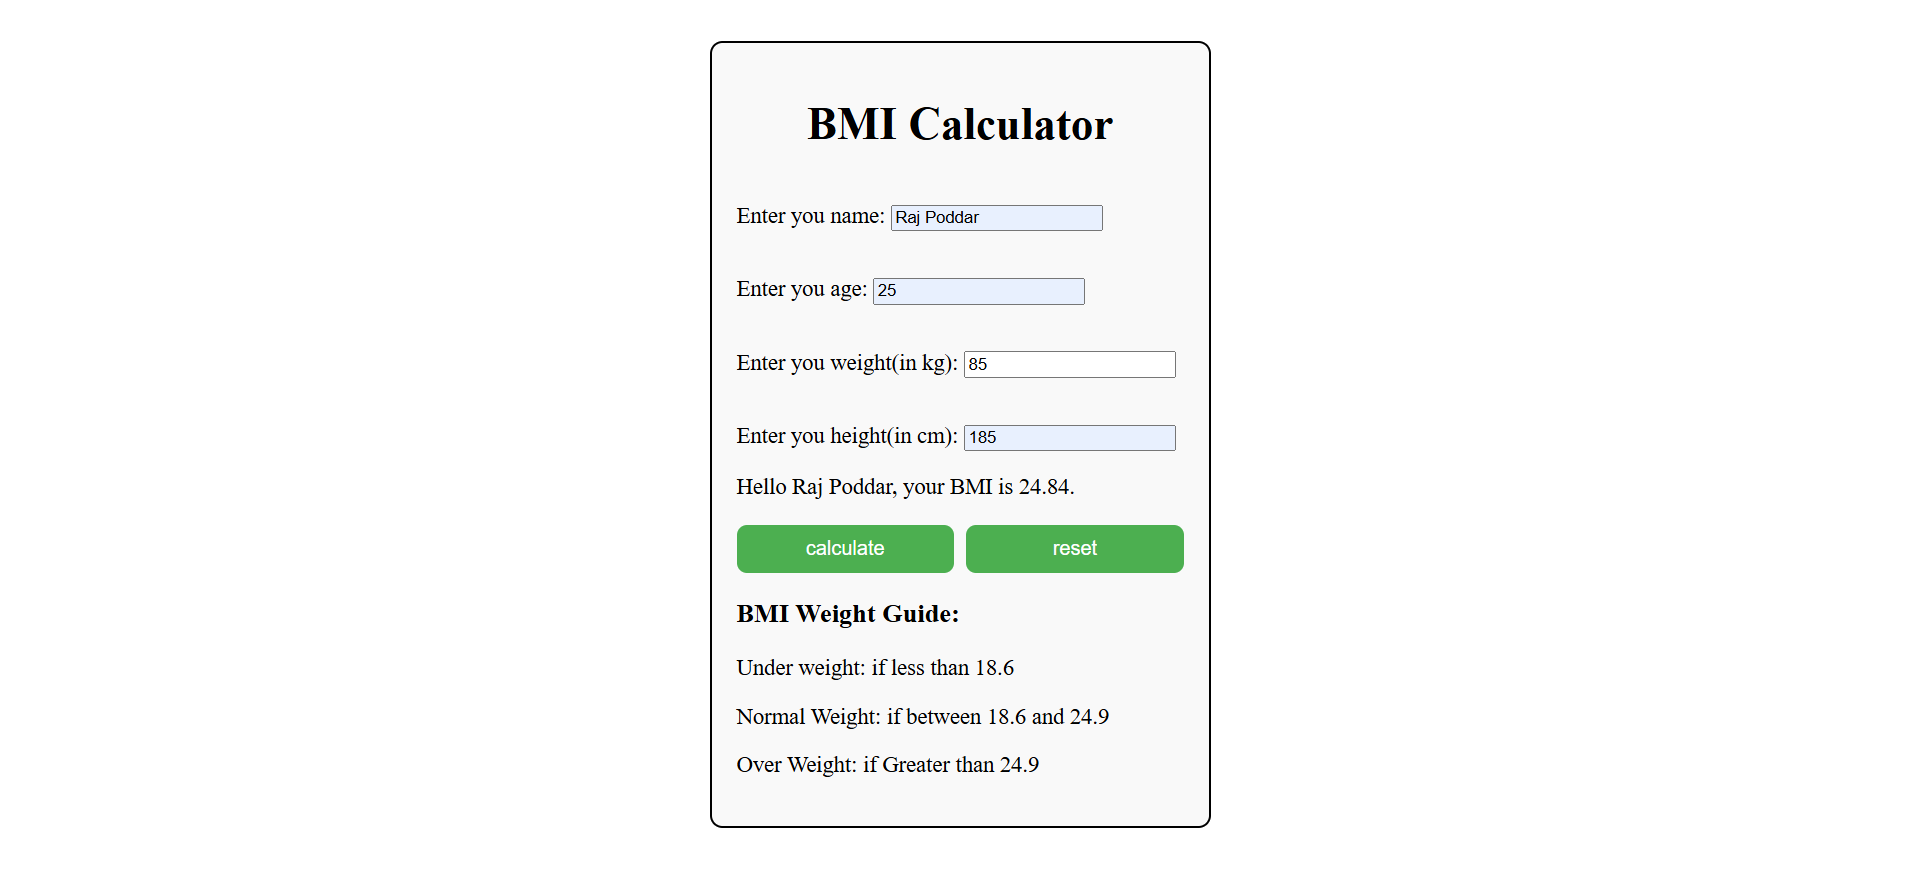 BMI Calculator
Enter you name: Raj Poddar
Enter you age: 25
Enter you weight(in kg): 85
Enter you height(in cm): 185
Hello Raj Poddar, your BMI is 24.84.
calculate reset
BMI Weight Guide:
Under weight: if less than 18.6
Normal Weight: if between 18.6 and 24.9
Over Weight: if Greater than 24.9